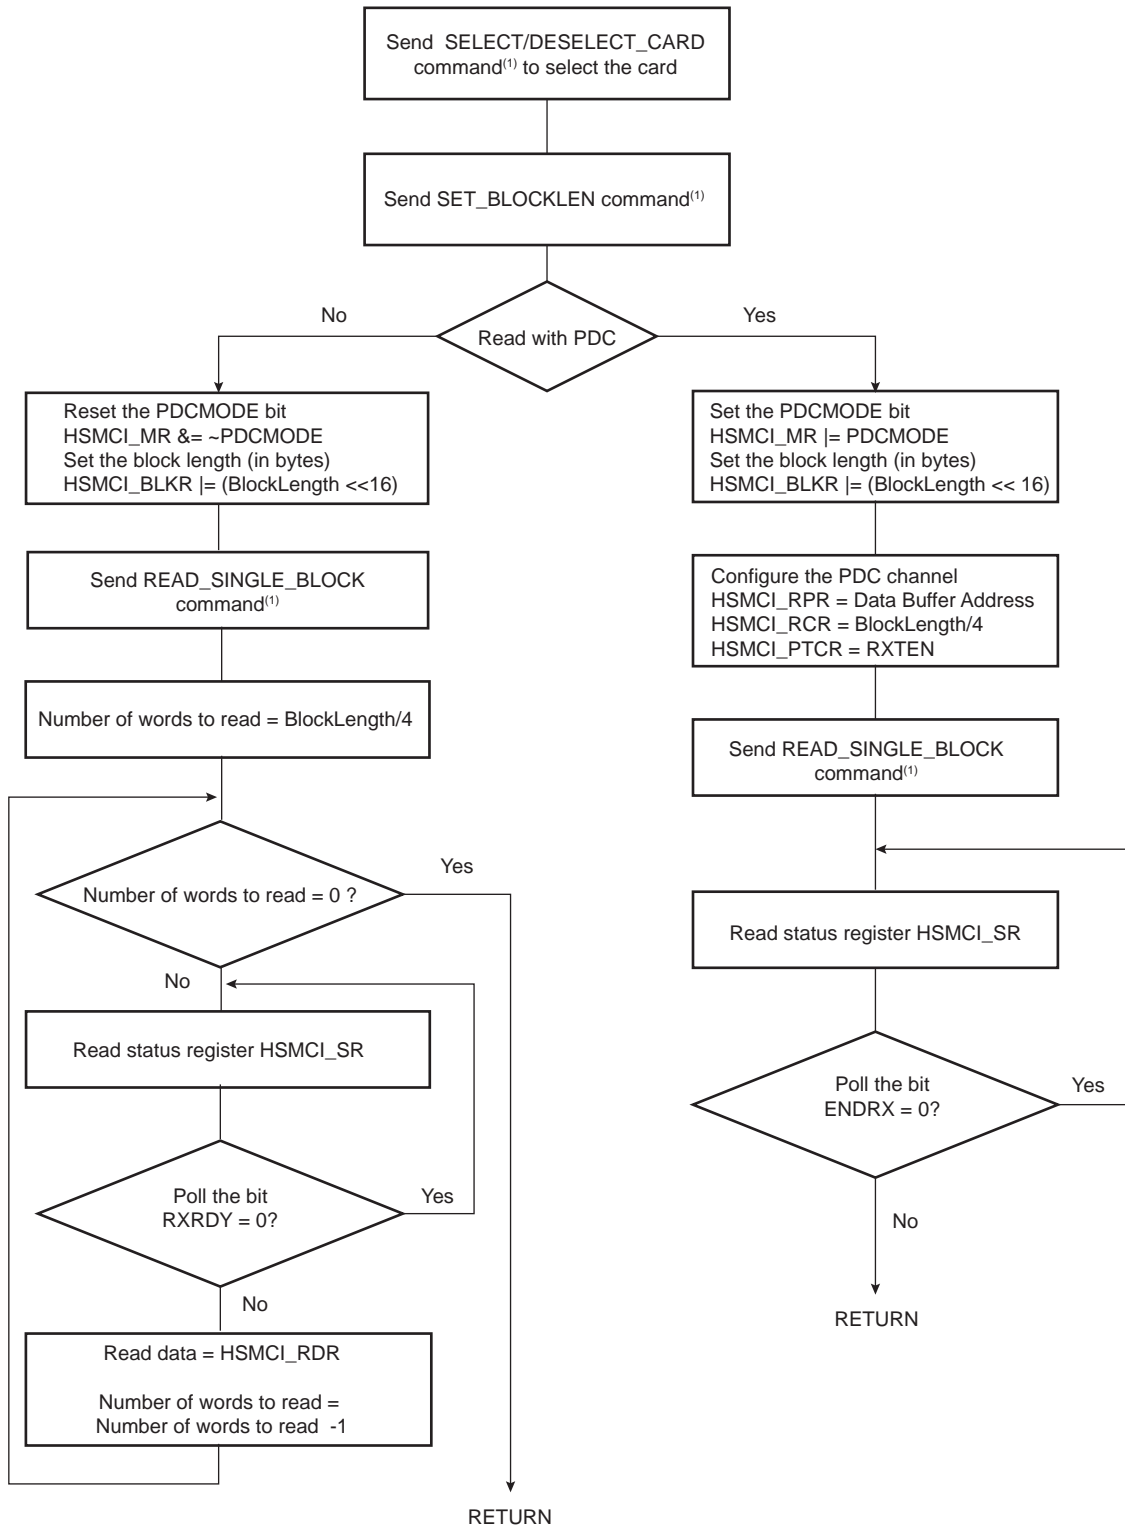 Send  SELECT/DESELECT_CARD
command(1) to select the card
Send SET_BLOCKLEN command(1)
No
Yes
Read with PDC
Reset the PDCMODE bit
HSMCI_MR &= ~PDCMODE
Set the block length (in bytes)
HSMCI_BLKR |= (BlockLength <<16)
Send READ_SINGLE_BLOCK
command(1)
Number of words to read = BlockLength/4
Number of words to read = 0 ?
Yes
No
Read status register HSMCI_SR
Poll the bit
RXRDY = 0?
Yes
No
Read data = HSMCI_RDR
Number of words to read =
Number of words to read  -1
RETURN
Set the PDCMODE bit
HSMCI_MR |= PDCMODE
Set the block length (in bytes)
HSMCI_BLKR |= (BlockLength << 16)
Configure the PDC channel
HSMCI_RPR = Data Buffer Address
HSMCI_RCR = BlockLength/4
HSMCI_PTCR = RXTEN
Send READ_SINGLE_BLOCK
command(1)
Read status register HSMCI_SR
Poll the bit
ENDRX = 0?
Yes
No
RETURN